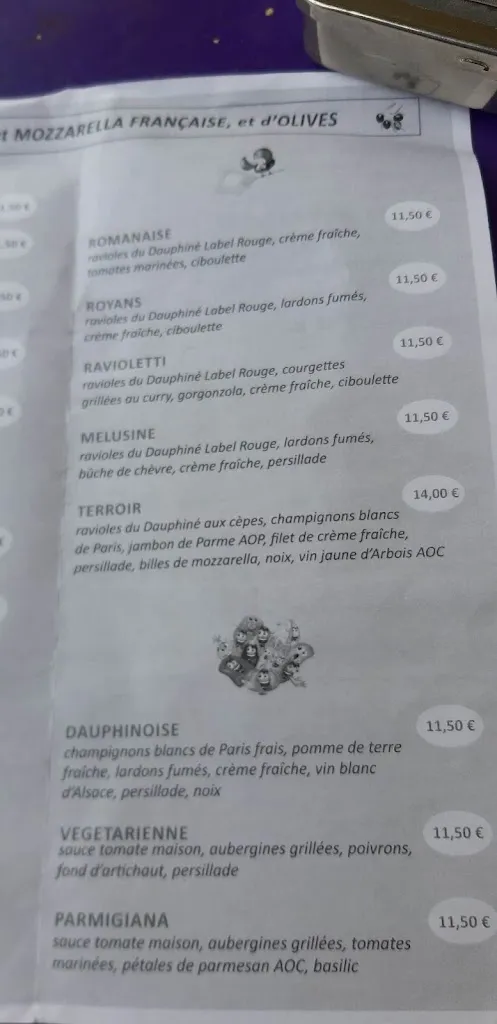 t MOZZARELLA FRANÇAISE, et d'OLIVES
ROMANAISE 11,50 €
ravioles du Dauphiné Label Rouge, crème fraîche,
tomates marinées, ciboulette
ROYANS 11,50 €
ravioles du Dauphiné Label Rouge, lardons fumés,
crème fraîche, ciboulette
RAVIOLETTI 11,50 €
ravioles du Dauphiné Label Rouge, courgettes
grillées au curry, gorgonzola, crème fraîche, ciboulette
MELUSINE 11,50 €
ravioles du Dauphiné Label Rouge, lardons fumés,
bûche de chèvre, crème fraîche, persillade
TERROIR 14,00 €
ravioles du Dauphiné aux cèpes, champignons blancs
de Paris, jambon de Parme AOP, filet de crème fraîche,
persillade, billes de mozzarella, noix, vin jaune d'Arbois AOC
DAUPHINOISE 11,50 €
champignons blancs de Paris frais, pomme de terre
fraîche, lardons fumés, crème fraîche, vin blanc
d'Alsace, persillade, noix
VEGETARIENNE 11,50 €
sauce tomate maison, aubergines grillées, poivrons,
fond d'artichaut, persillade
PARMIGIANA 11,50 €
sauce tomate maison, aubergines grillées, tomates
marinées, pétales de parmesan AOC, basilic